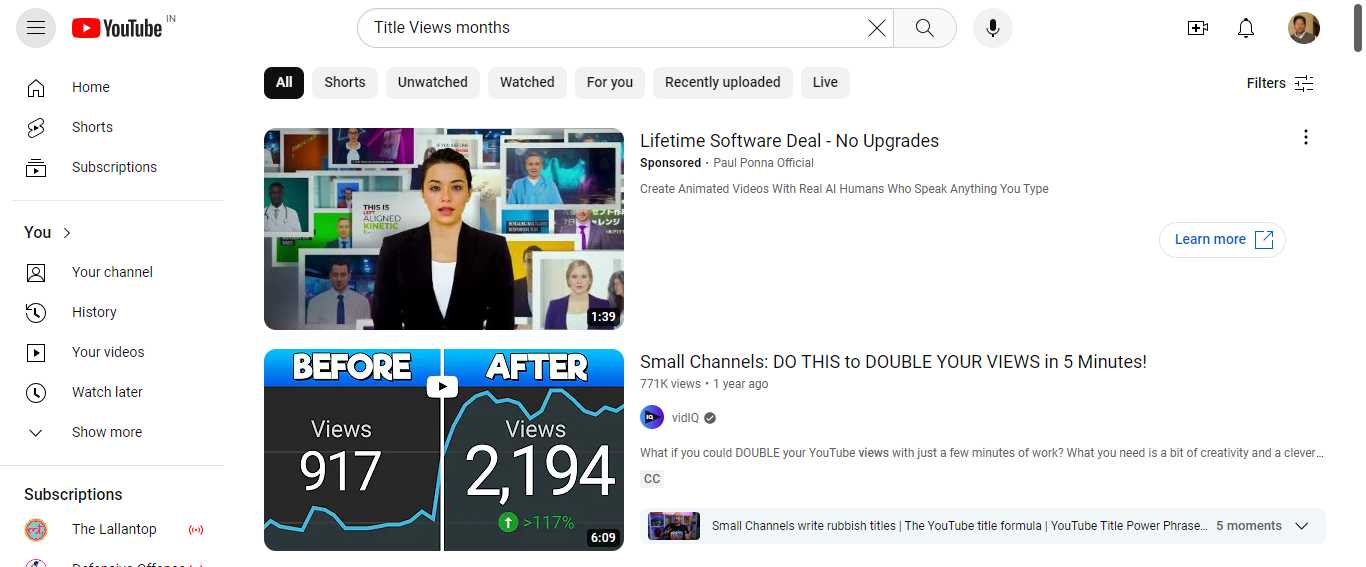 YouTube IN
Title Views months
Home
Shorts
Subscriptions
You
Your channel
History
Your videos
Watch later
Show more
Subscriptions
The Lallantop
All
Shorts
Unwatched
Watched
For you
Recently uploaded
Live
Filters
THIS IS
LEFT
ALIGNED
KINETIC
1:39
Lifetime Software Deal - No Upgrades
Sponsored · Paul Ponna Official
Create Animated Videos With Real AI Humans Who Speak Anything You Type
Learn more
BEFORE
AFTER
Views
917
Views
2,194
>117%
6:09
Small Channels: DO THIS to DOUBLE YOUR VIEWS in 5 Minutes!
771K views · 1 year ago
IQ
vidIQ
What if you could DOUBLE your YouTube views with just a few minutes of work? What you need is a bit of creativity and a clever...
CC
Small Channels write rubbish titles | The YouTube title formula | YouTube Title Power Phrase...
5 moments